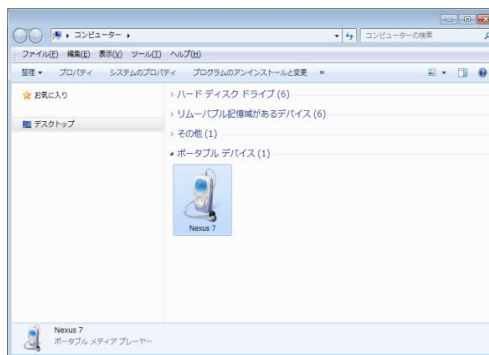 コンピューター
コンピューターの検索
ファイル(F) 編集(E) 表示(V) ツール(T) ヘルプ(H)
整理 プロパティ システムのプロパティ プログラムのアンインストールと変更 »
お気に入り
デスクトップ
ハード ディスク ドライブ (6)
リムーバブル記憶域があるデバイス (6)
その他 (1)
ポータブル デバイス (1)
Nexus 7
Nexus 7
ポータブル メディア プレーヤー